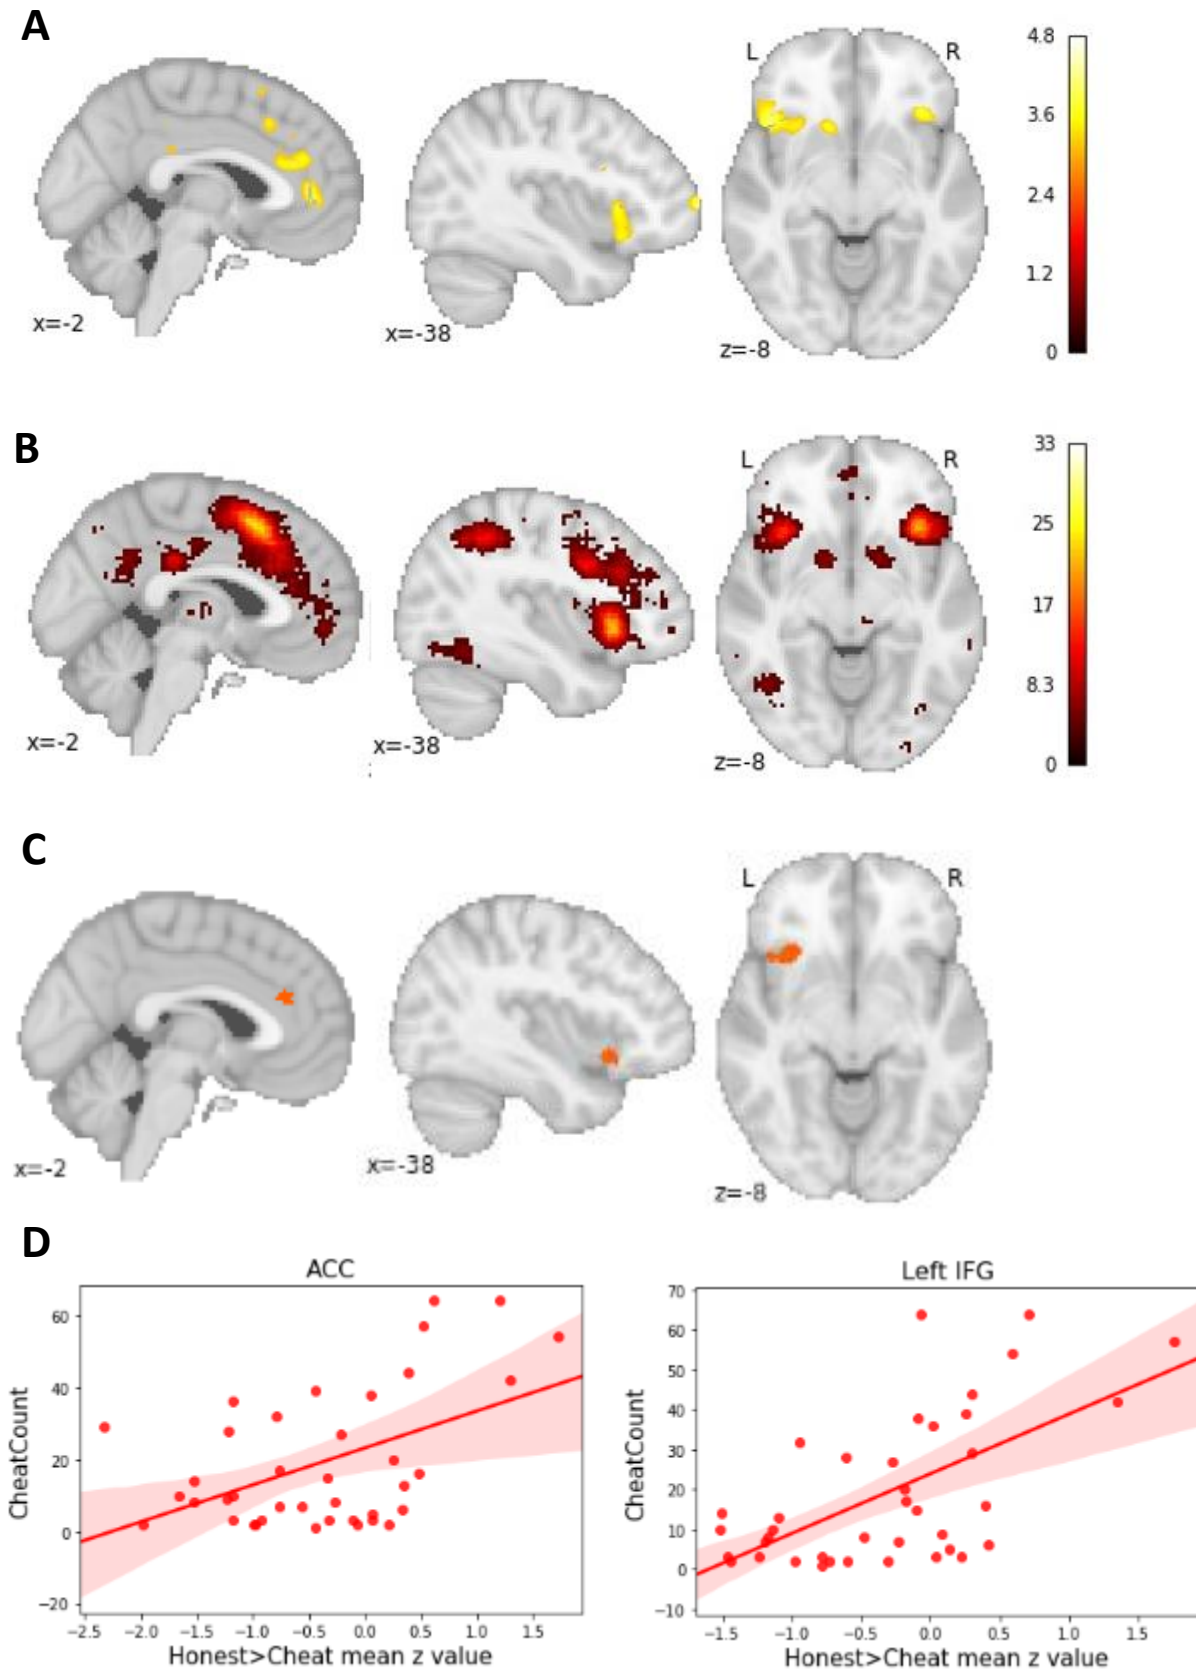 A
L R
4.8
3.6
2.4
1.2
0
x=-2
x=-38
z=-8
B
L R
33
25
17
8.3
0
x=-2
x=-38
z=-8
C
L R
x=-2
x=-38
z=-8
D
ACC
CheatCount
60
40
20
0
−20
−2.5 −2.0 −1.5 −1.0 −0.5 0.0 0.5 1.0 1.5
Honest>Cheat mean z value
Left IFG
CheatCount
70
60
50
40
30
20
10
0
−10
−1.5 −1.0 −0.5 0.0 0.5 1.0 1.5
Honest>Cheat mean z value